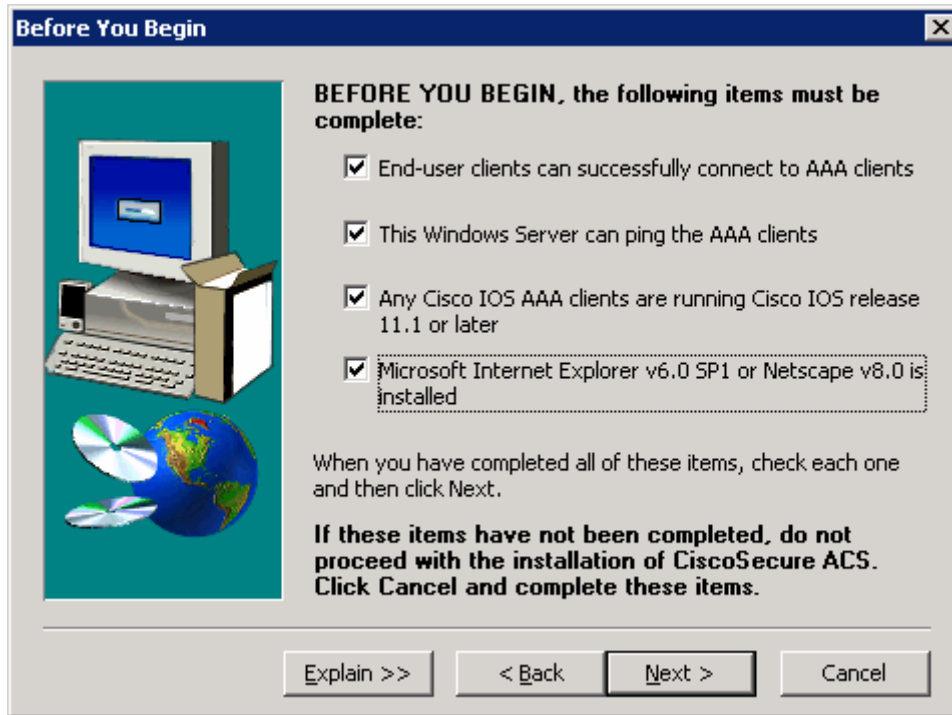 Before You Begin
BEFORE YOU BEGIN, the following items must be
complete:
End-user clients can successfully connect to AAA clients
This Windows Server can ping the AAA clients
Any Cisco IOS AAA clients are running Cisco IOS release
11.1 or later
Microsoft Internet Explorer v6.0 SP1 or Netscape v8.0 is
installed
When you have completed all of these items, check each one
and then click Next.
If these items have not been completed, do not
proceed with the installation of CiscoSecure ACS.
Click Cancel and complete these items.
Explain >>
< Back
Next >
Cancel